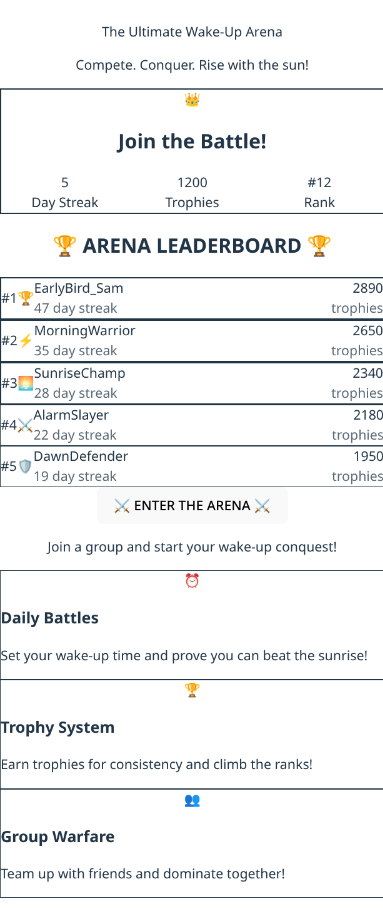 The Ultimate Wake-Up Arena
Compete. Conquer. Rise with the sun!
👑
Join the Battle!
5 1200 #12
Day Streak Trophies Rank
🏆 ARENA LEADERBOARD 🏆
#1 🏆 EarlyBird_Sam 2890
47 day streak trophies
#2 ⚡ MorningWarrior 2650
35 day streak trophies
#3 🌅 SunriseChamp 2340
28 day streak trophies
#4 ⚔️ AlarmSlayer 2180
22 day streak trophies
#5 🛡️ DawnDefender 1950
19 day streak trophies
⚔️ ENTER THE ARENA ⚔️
Join a group and start your wake-up conquest!
⏰
Daily Battles
Set your wake-up time and prove you can beat the sunrise!
🏆
Trophy System
Earn trophies for consistency and climb the ranks!
👥
Group Warfare
Team up with friends and dominate together!